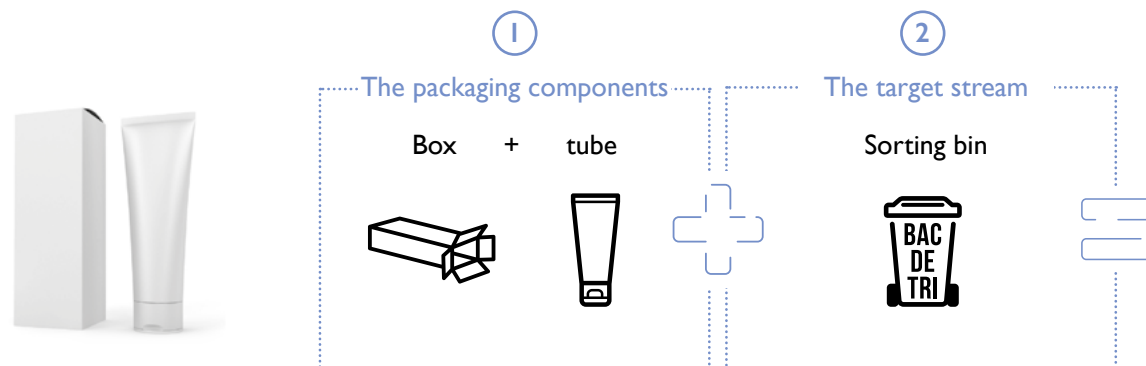 1
2
The packaging components
The target stream
Box + tube
Sorting bin
BAC
DE
TRI